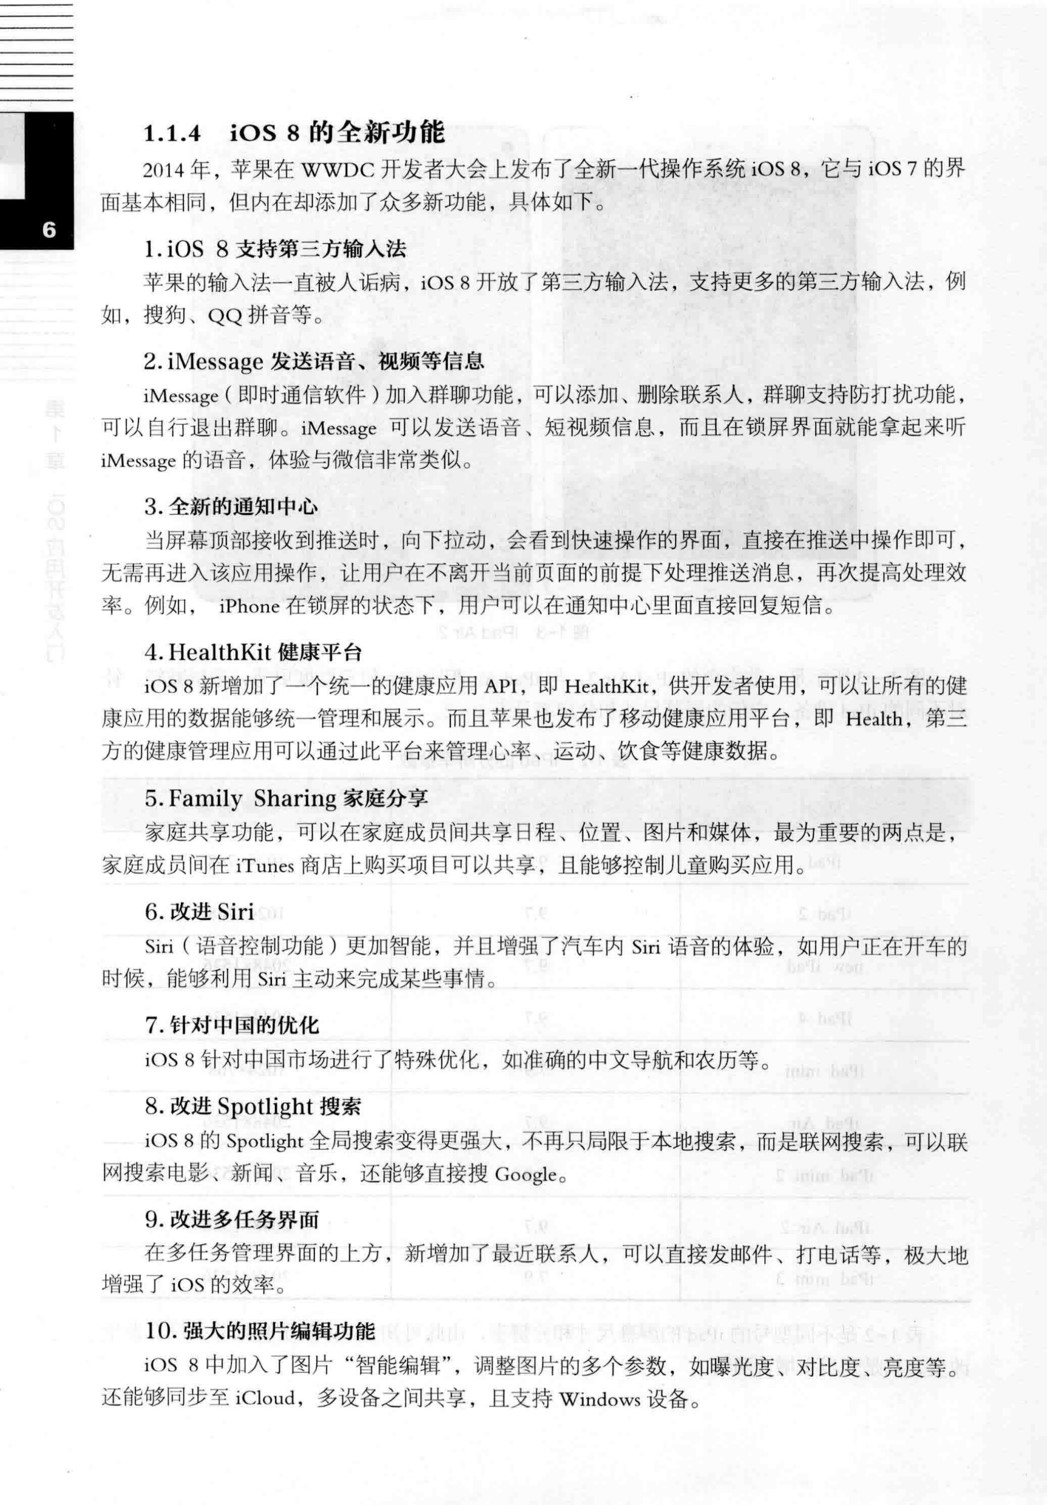 6
1.1.4 iOS 8 的全新功能
2014 年，苹果在 WWDC 开发者大会上发布了全新一代操作系统 iOS 8，它与 iOS 7 的界
面基本相同，但内在却添加了众多新功能，具体如下。
1. iOS 8 支持第三方输入法
苹果的输入法一直被人诟病，iOS 8 开放了第三方输入法，支持更多的第三方输入法，例
如，搜狗、QQ 拼音等。
2. iMessage 发送语音、视频等信息
iMessage（即时通信软件）加入群聊功能，可以添加、删除联系人，群聊支持防打扰功能，
可以自行退出群聊。iMessage 可以发送语音、短视频信息，而且在锁屏界面就能拿起来听
iMessage 的语音，体验与微信非常类似。
3. 全新的通知中心
当屏幕顶部接收到推送时，向下拉动，会看到快速操作的界面，直接在推送中操作即可，
无需再进入该应用操作，让用户在不离开当前页面的前提下处理推送消息，再次提高处理效
率。例如， iPhone 在锁屏的状态下，用户可以在通知中心里面直接回复短信。
4. HealthKit 健康平台
iOS 8 新增加了一个统一的健康应用 API，即 HealthKit，供开发者使用，可以让所有的健
康应用的数据能够统一管理和展示。而且苹果也发布了移动健康应用平台，即 Health，第三
方的健康管理应用可以通过此平台来管理心率、运动、饮食等健康数据。
5. Family Sharing 家庭分享
家庭共享功能，可以在家庭成员间共享日程、位置、图片和媒体，最为重要的两点是，
家庭成员间在 iTunes 商店上购买项目可以共享，且能够控制儿童购买应用。
6. 改进 Siri
Siri（语音控制功能）更加智能，并且增强了汽车内 Siri 语音的体验，如用户正在开车的
时候，能够利用 Siri 主动来完成某些事情。
7. 针对中国的优化
iOS 8 针对中国市场进行了特殊优化，如准确的中文导航和农历等。
8. 改进 Spotlight 搜索
iOS 8 的 Spotlight 全局搜索变得更强大，不再只局限于本地搜索，而是联网搜索，可以联
网搜索电影、新闻、音乐，还能够直接搜 Google。
9. 改进多任务界面
在多任务管理界面的上方，新增加了最近联系人，可以直接发邮件、打电话等，极大地
增强了 iOS 的效率。
10. 强大的照片编辑功能
iOS 8 中加入了图片“智能编辑”，调整图片的多个参数，如曝光度、对比度、亮度等。
还能够同步至 iCloud，多设备之间共享，且支持 Windows 设备。